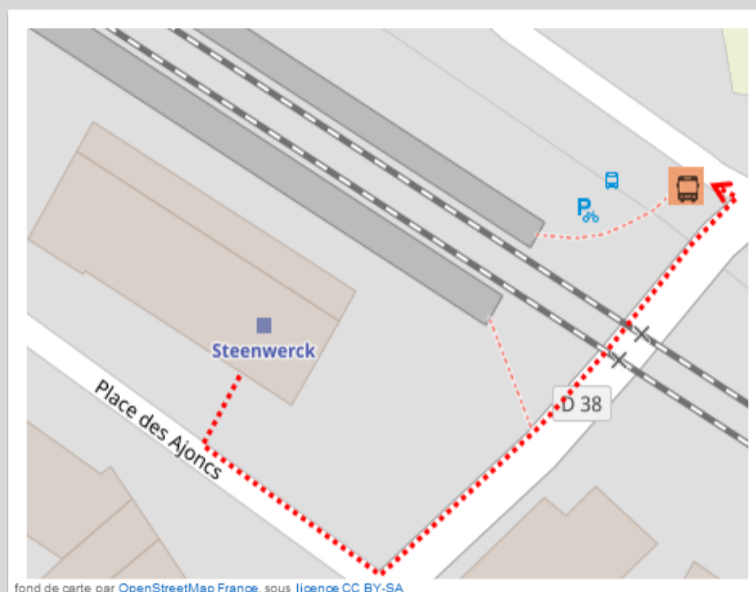 P
Steenwerck
Place des Ajoncs
D 38
fond de carte par OpenStreetMap France, sous licence CC BY-SA